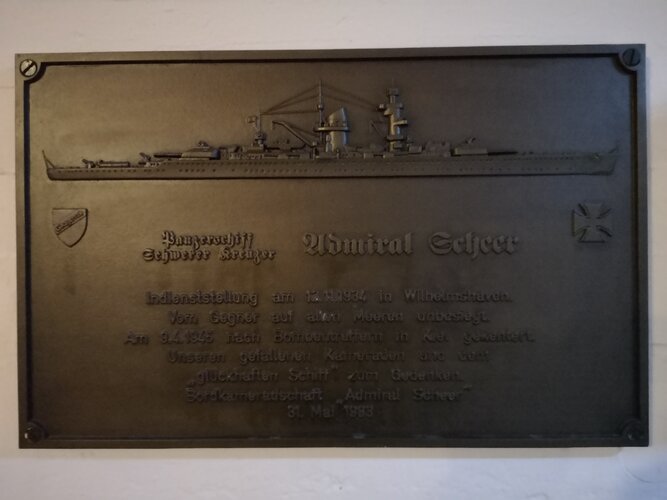 Panzerschiff
Schwerer Kreuzer
Admiral Scheer
Indienststellung am 12.11.1934 in Wilhelmshaven.
Vom Gegner auf allen Meeren unbesiegt.
Am 9.4.1945 nach Bombentreffern in Kiel gekentert.
Unseren gefallenen Kameraden und dem
„glückhaften Schiff" zum Gedenken.
Bordkameradschaft „Admiral Scheer"
31. Mai 1983